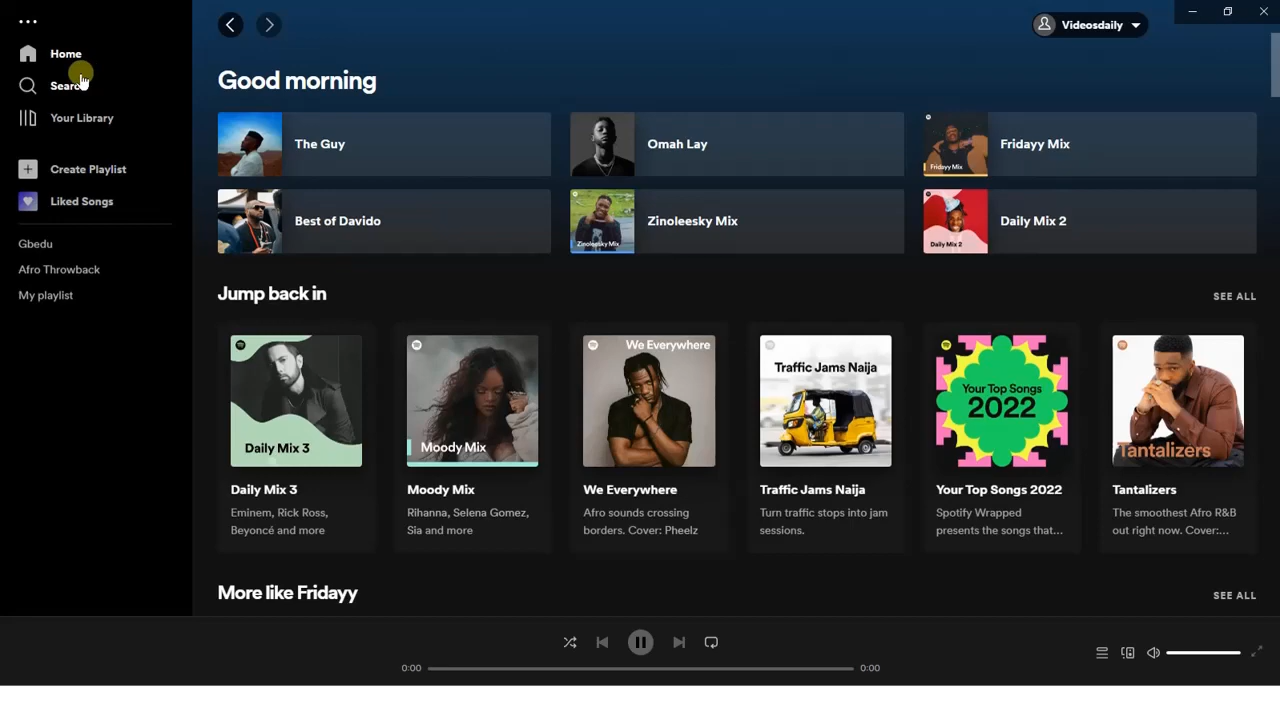 Home
Search
Your Library
Create Playlist
Liked Songs
Gbedu
Afro Throwback
My playlist
Videosdaily
Good morning
The Guy
Omah Lay
Fridayy Mix
Fridayy Mix
Best of Davido
Zinoleesky Mix
Zinoleesky Mix
Daily Mix 2
Daily Mix 2
Jump back in
SEE ALL
Daily Mix 3
Daily Mix 3
Eminem, Rick Ross,
Beyoncé and more
Moody Mix
Moody Mix
Rihanna, Selena Gomez,
Sia and more
We Everywhere
We Everywhere
Afro sounds crossing
borders. Cover: Pheelz
Traffic Jams Naija
Traffic Jams Naija
Turn traffic stops into jam
sessions.
Your Top Songs
2022
Your Top Songs 2022
Spotify Wrapped
presents the songs that...
Tantalizers
Tantalizers
The smoothest Afro R&B
out right now. Cover:...
More like Fridayy
SEE ALL
0:00
0:00